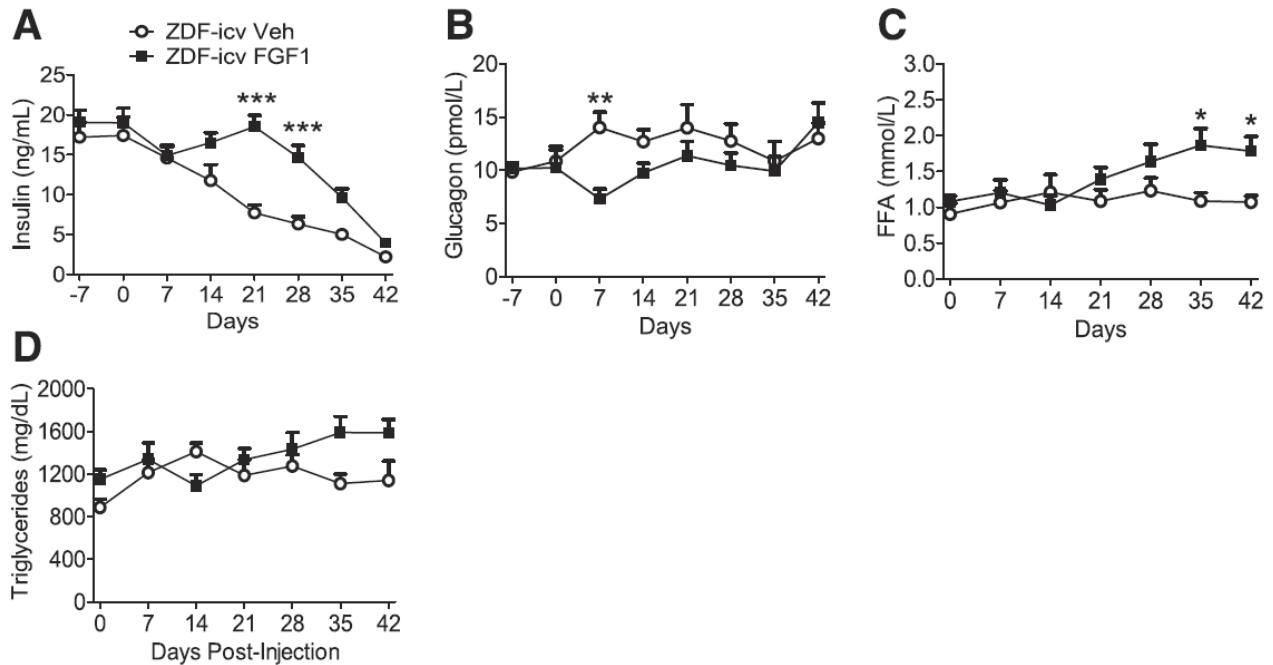 A
ZDF-icv Veh
ZDF-icv FGF1
Insulin (ng/mL)
25
20
15
10
5
0
***
***
-7 0 7 14 21 28 35 42
Days
B
Glucagon (pmol/L)
20
15
10
5
0
**
-7 0 7 14 21 28 35 42
Days
C
FFA (mmol/L)
3.0
2.5
2.0
1.5
1.0
0.5
0.0
*
*
0 7 14 21 28 35 42
Days
D
Triglycerides (mg/dL)
2000
1600
1200
800
400
0
0 7 14 21 28 35 42
Days Post-Injection